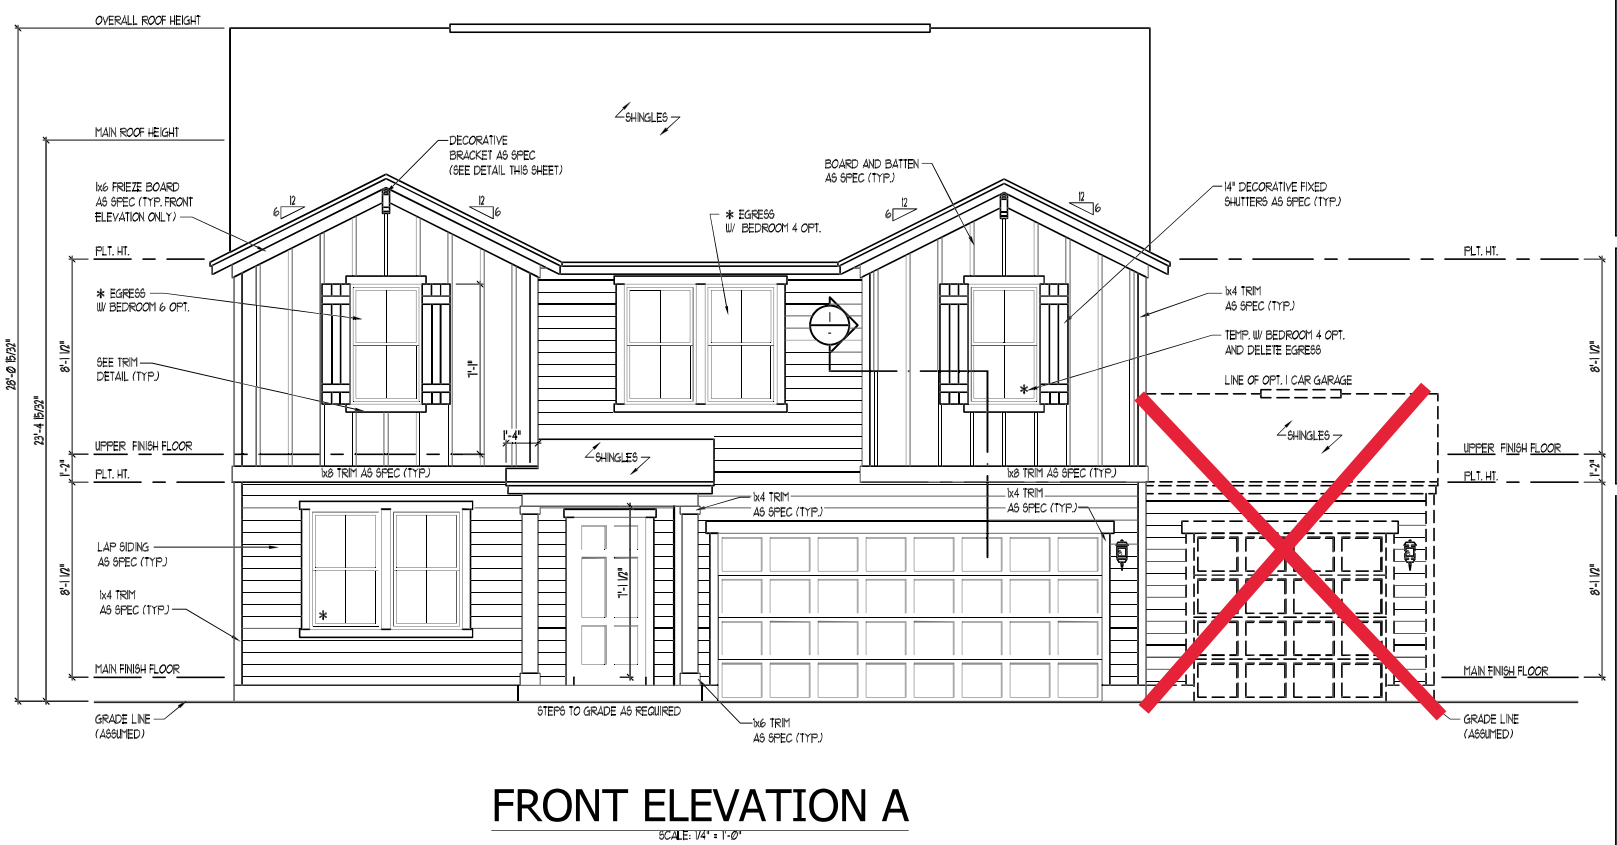 OVERALL ROOF HEIGHT
SHINGLES
MAIN ROOF HEIGHT
DECORATIVE
BRACKET AS SPEC
(SEE DETAIL THIS SHEET)
BOARD AND BATTEN
AS SPEC (TYP.)
1x6 FRIEZE BOARD
AS SPEC (TYP. FRONT
ELEVATION ONLY)
14" DECORATIVE FIXED
SHUTTERS AS SPEC (TYP.)
12
6
12
6
12
6
12
6
* EGRESS
W/ BEDROOM 4 OPT.
PLT. HT.
PLT. HT.
* EGRESS
W/ BEDROOM 6 OPT.
1x4 TRIM
AS SPEC (TYP.)
TEMP. W/ BEDROOM 4 OPT.
AND DELETE EGRESS
SEE TRIM
DETAIL (TYP.)
LINE OF OPT. 1 CAR GARAGE
28'-0 15/32"
23'-4 15/32"
8'-1 1/2"
7'-1"
8'-1 1/2"
*
1'-4"
SHINGLES
UPPER FINISH FLOOR
UPPER FINISH FLOOR
SHINGLES
1'-2"
1'-2"
PLT. HT.
1x8 TRIM AS SPEC (TYP.)
1x8 TRIM AS SPEC (TYP.)
PLT. HT.
1x4 TRIM
AS SPEC (TYP.)
1x4 TRIM
AS SPEC (TYP.)
LAP SIDING
AS SPEC (TYP.)
8'-1 1/2"
7'-1 1/2"
8'-1 1/2"
1x4 TRIM
AS SPEC (TYP.)
*
MAIN FINISH FLOOR
MAIN FINISH FLOOR
STEPS TO GRADE AS REQUIRED
GRADE LINE
(ASSUMED)
1x6 TRIM
AS SPEC (TYP.)
GRADE LINE
(ASSUMED)
FRONT ELEVATION A
SCALE: 1/4" = 1'-0"